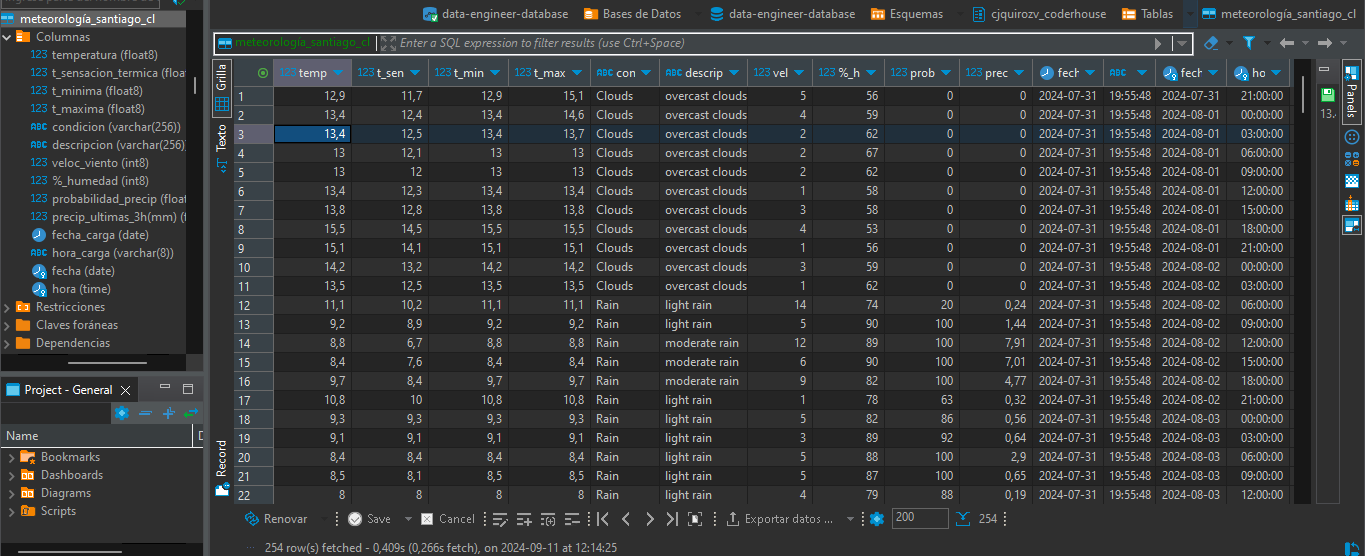 data-engineer-database Bases de Datos data-engineer-database Esquemas cjquirozv_coderhouse Tablas meteorología_santiago_cl
meteorología_santiago_cl
Columnas
123 temperatura (float8)
123 t_sensacion_termica (float
123 t_minima (float8)
123 t_maxima (float8)
ABC condicion (varchar(256))
ABC descripcion (varchar(256)
123 veloc_viento (int8)
123 %_humedad (int8)
123 probabilidad_precip (float8)
123 precip_ultimas_3h(mm) (f
fecha_carga (date)
ABC hora_carga (varchar(8))
fecha (date)
hora (time)
Restricciones
Claves foráneas
Dependencias
Project - General
Name D
Bookmarks
Dashboards
Diagrams
Scripts
meteorologia_santiago_cl Enter a SQL expression to filter results (use Ctrl+Space)
Grilla
Texto
Record
123 temp 123 t_sen 123 t_min 123 t_max ABC con ABC descrip 123 vel 123 %_h 123 prob 123 prec fech ABC fech ho
1 12,9 11,7 12,9 15,1 Clouds overcast clouds 5 56 0 0 2024-07-31 19:55:48 2024-07-31 21:00:00
2 13,4 12,4 13,4 14,6 Clouds overcast clouds 4 59 0 0 2024-07-31 19:55:48 2024-08-01 00:00:00
3 13,4 12,5 13,4 13,7 Clouds overcast clouds 2 62 0 0 2024-07-31 19:55:48 2024-08-01 03:00:00
4 13 12,1 13 13 Clouds overcast clouds 2 67 0 0 2024-07-31 19:55:48 2024-08-01 06:00:00
5 13 12 13 13 Clouds overcast clouds 2 62 0 0 2024-07-31 19:55:48 2024-08-01 09:00:00
6 13,4 12,3 13,4 13,4 Clouds overcast clouds 1 58 0 0 2024-07-31 19:55:48 2024-08-01 12:00:00
7 13,8 12,8 13,8 13,8 Clouds overcast clouds 3 58 0 0 2024-07-31 19:55:48 2024-08-01 15:00:00
8 15,5 14,5 15,5 15,5 Clouds overcast clouds 4 53 0 0 2024-07-31 19:55:48 2024-08-01 18:00:00
9 15,1 14,1 15,1 15,1 Clouds overcast clouds 1 56 0 0 2024-07-31 19:55:48 2024-08-01 21:00:00
10 14,2 13,2 14,2 14,2 Clouds overcast clouds 3 59 0 0 2024-07-31 19:55:48 2024-08-02 00:00:00
11 13,5 12,5 13,5 13,5 Clouds overcast clouds 1 62 0 0 2024-07-31 19:55:48 2024-08-02 03:00:00
12 11,1 10,2 11,1 11,1 Rain light rain 14 74 20 0,24 2024-07-31 19:55:48 2024-08-02 06:00:00
13 9,2 8,9 9,2 9,2 Rain light rain 5 90 100 1,44 2024-07-31 19:55:48 2024-08-02 09:00:00
14 8,8 6,7 8,8 8,8 Rain moderate rain 12 89 100 7,91 2024-07-31 19:55:48 2024-08-02 12:00:00
15 8,4 7,6 8,4 8,4 Rain moderate rain 6 90 100 7,01 2024-07-31 19:55:48 2024-08-02 15:00:00
16 9,7 8,4 9,7 9,7 Rain moderate rain 9 82 100 4,77 2024-07-31 19:55:48 2024-08-02 18:00:00
17 10,8 10 10,8 10,8 Rain light rain 1 78 63 0,32 2024-07-31 19:55:48 2024-08-02 21:00:00
18 9,3 9,3 9,3 9,3 Rain light rain 5 82 86 0,56 2024-07-31 19:55:48 2024-08-03 00:00:00
19 9,1 9,1 9,1 9,1 Rain light rain 3 89 92 0,64 2024-07-31 19:55:48 2024-08-03 03:00:00
20 8,4 8,4 8,4 8,4 Rain light rain 5 88 100 2,9 2024-07-31 19:55:48 2024-08-03 06:00:00
21 8,5 8,1 8,5 8,5 Rain light rain 5 87 100 0,65 2024-07-31 19:55:48 2024-08-03 09:00:00
22 8 8 8 8 Rain light rain 4 79 88 0,19 2024-07-31 19:55:48 2024-08-03 12:00:00
Panels
13.
Renovar Save Cancel Exportar datos ... 200 254
254 row(s) fetched - 0,409s (0,266s fetch), on 2024-09-11 at 12:14:25